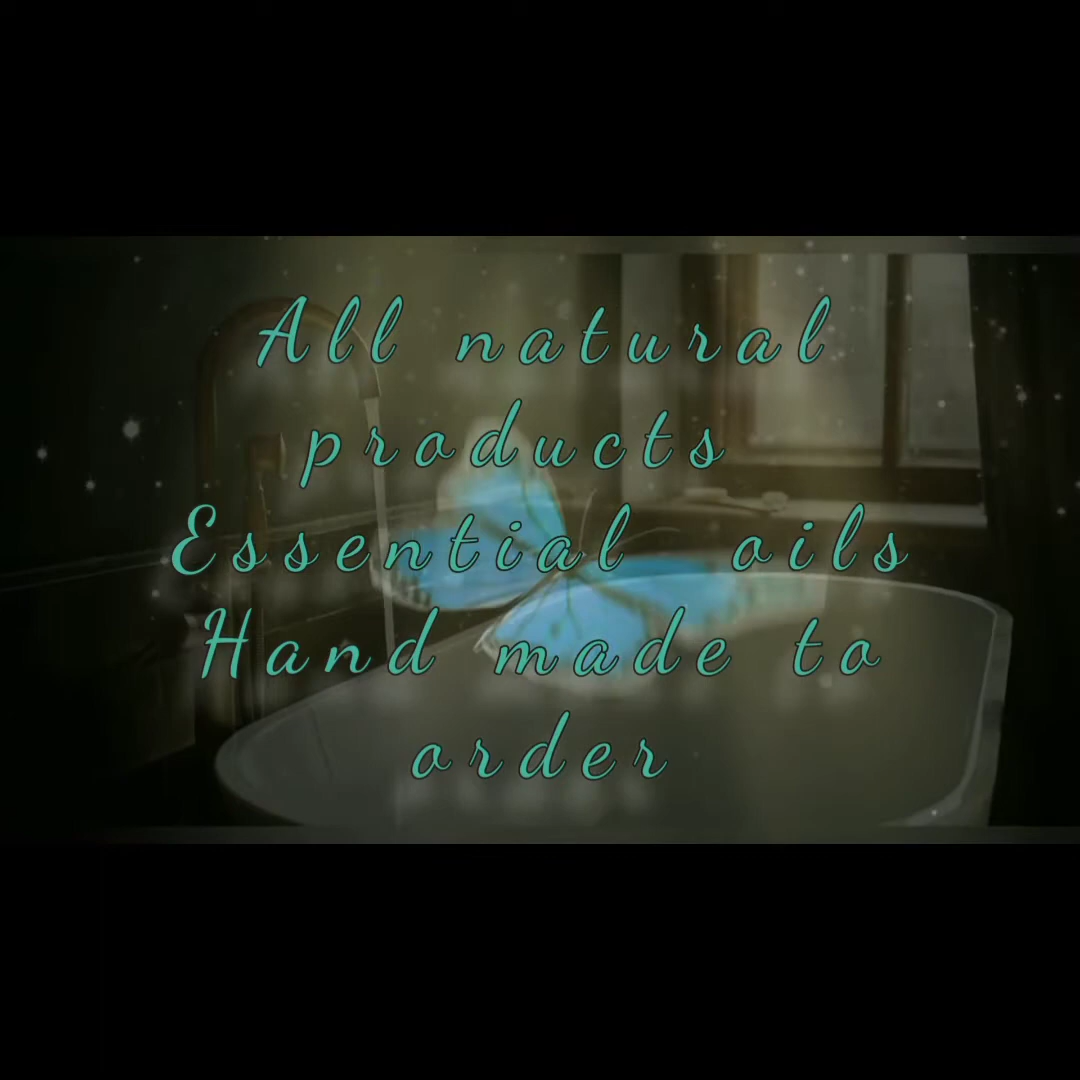 All natural
products
Essential oils
Hand made to
order